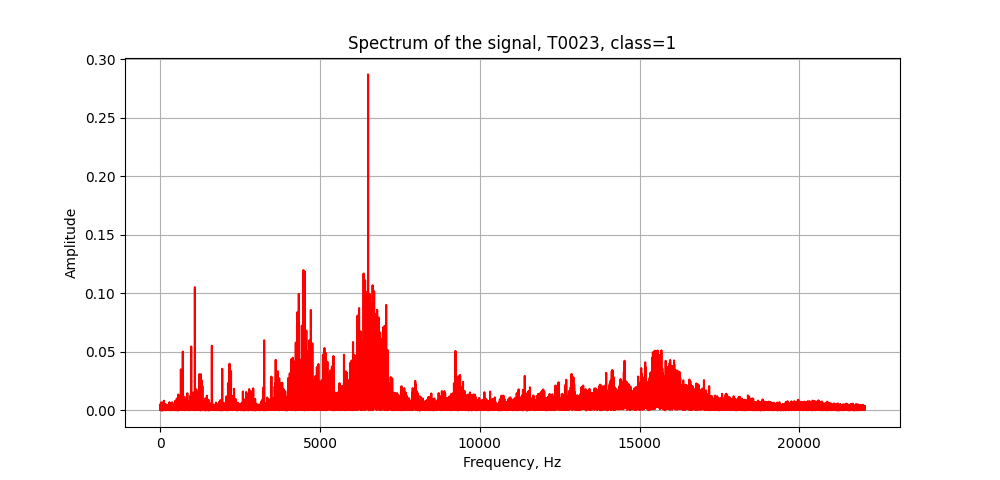 Spectrum of the signal, T0023, class=1
0.30
0.25
0.20
0.15
0.10
0.05
0.00
Amplitude
0 5000 10000 15000 20000
Frequency, Hz